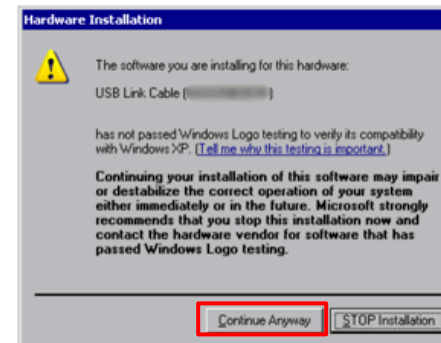 Hardware Installation
The software you are installing for this hardware:
USB Link Cable ( )
has not passed Windows Logo testing to verify its compatibility
with Windows XP. (Tell me why this testing is important.)
Continuing your installation of this software may impair
or destabilize the correct operation of your system
either immediately or in the future. Microsoft strongly
recommends that you stop this installation now and
contact the hardware vendor for software that has
passed Windows Logo testing.
Continue Anyway STOP Installation